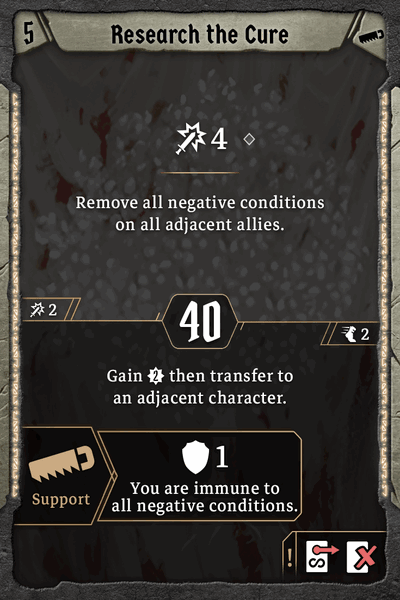 5
Research the Cure
4
Remove all negative conditions
on all adjacent allies.
2
40
2
Gain 2 then transfer to
an adjacent character.
Support
1
You are immune to
all negative conditions.
!